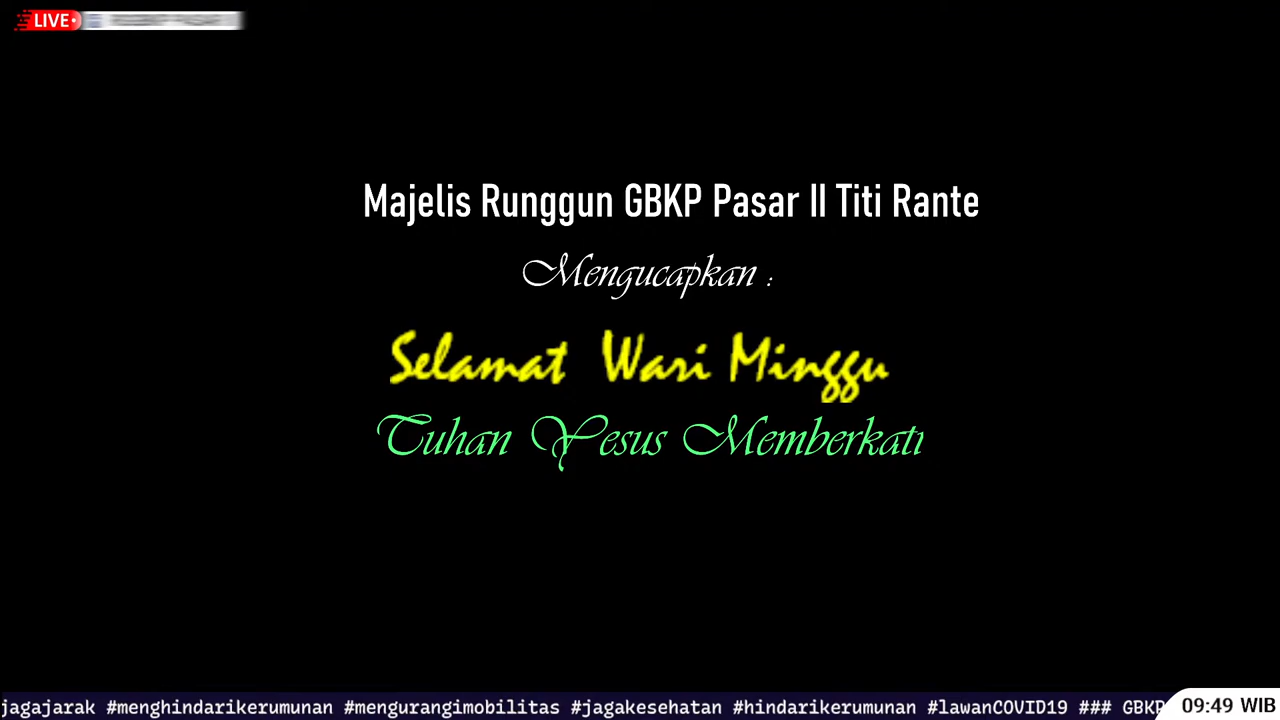 LIVE
Majelis Runggun GBKP Pasar II Titi Rante
Mengucapkan :
Selamat Wari Minggu
Tuhan Yesus Memberkati
jagajarak #menghindarikerumunan #mengurangimobilitas #jagakesehatan #hindarikerumunan #lawanCOVID19 ### GBKP
09:49 WIB